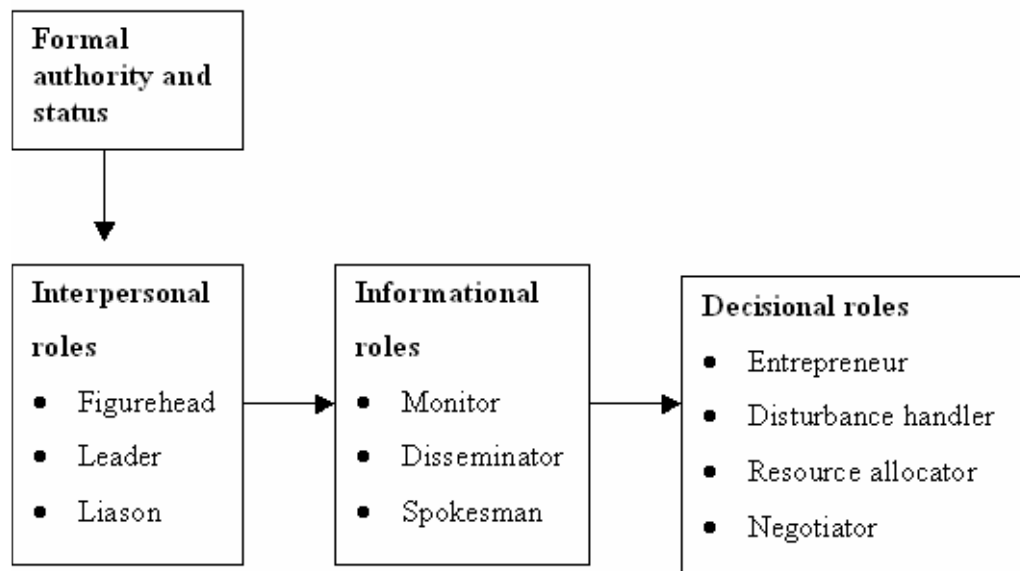 Formal
authority and
status
Interpersonal
roles
• Figurehead
• Leader
• Liason
Informational
roles
• Monitor
• Disseminator
• Spokesman
Decisional roles
• Entrepreneur
• Disturbance handler
• Resource allocator
• Negotiator